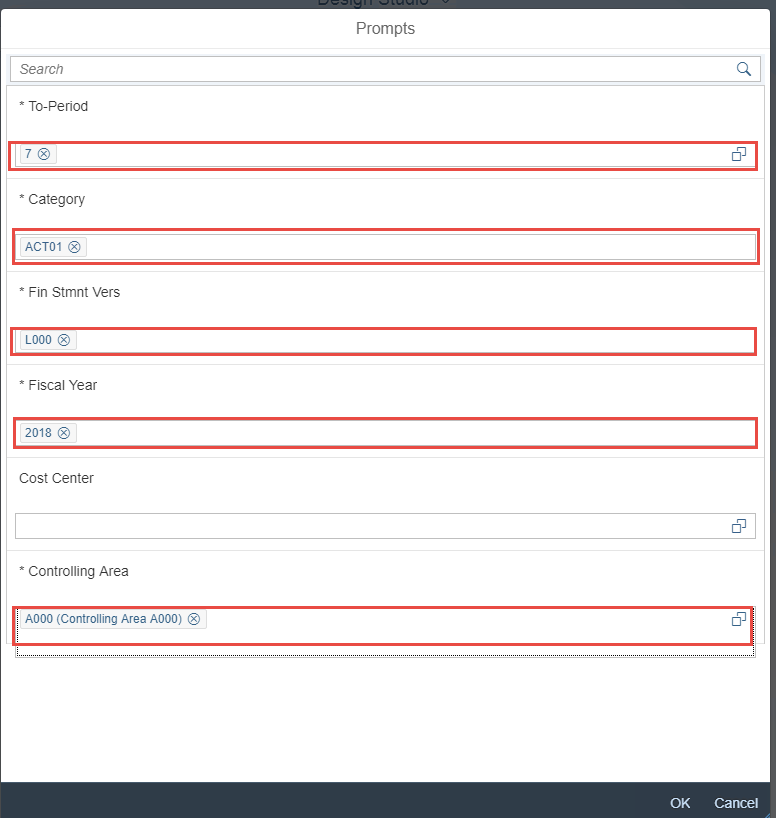 Design Studio
Prompts
Search
* To-Period
7
* Category
ACT01
* Fin Stmnt Vers
L000
* Fiscal Year
2018
Cost Center
* Controlling Area
A000 (Controlling Area A000)
OK Cancel